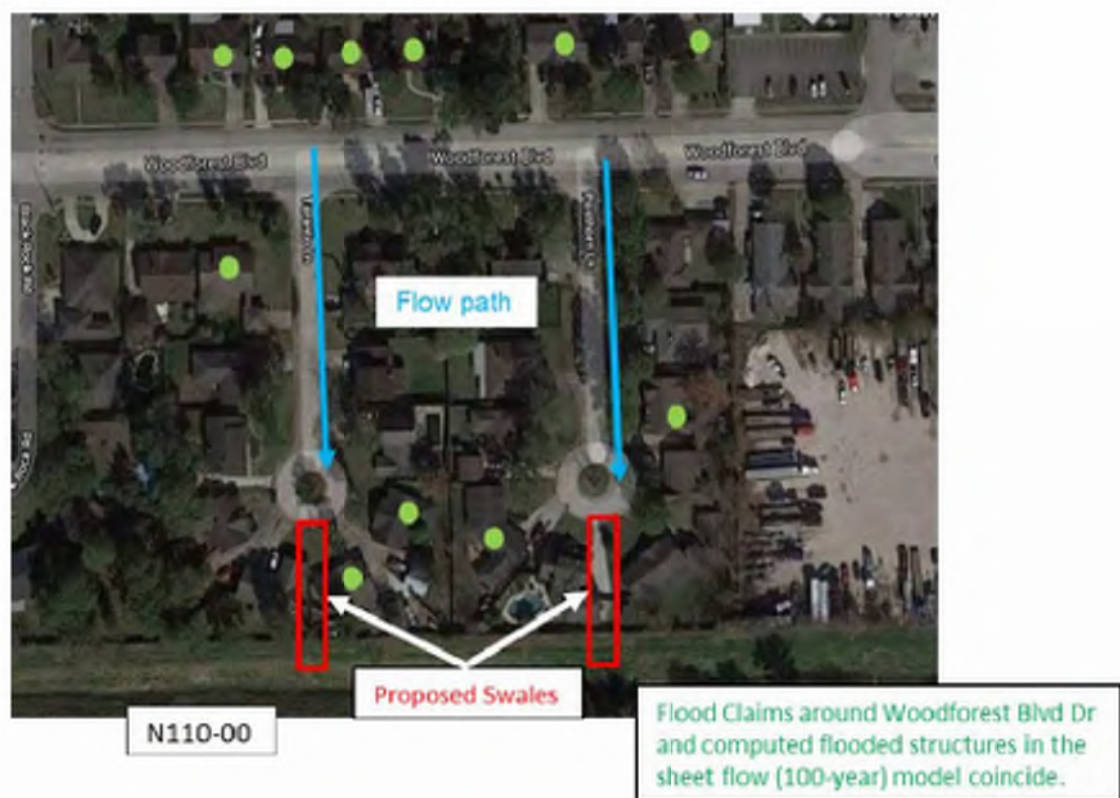 Woodforest Blvd
Woodforest Blvd
Woodforest Blvd
Flow path
Proposed Swales
N110-00
Flood Claims around Woodforest Blvd Dr
and computed flooded structures in the
sheet flow (100-year) model coincide.